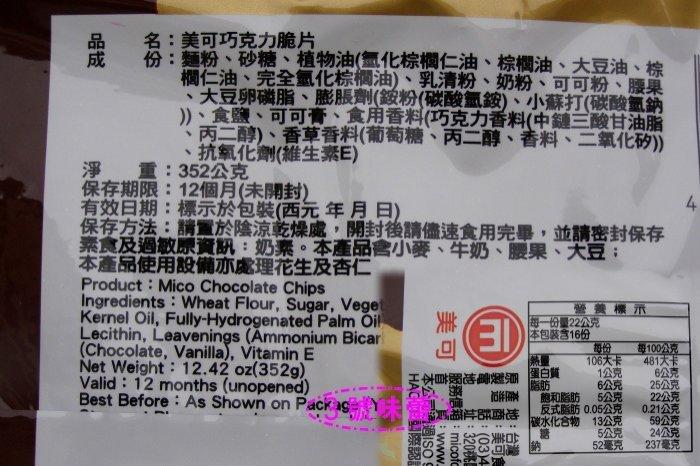 品　　名：美可巧克力脆片
成　　份：麵粉、砂糖、植物油(氫化棕櫚仁油、棕櫚油、大豆油、棕
櫚仁油、完全氫化棕櫚油)、乳清粉、奶粉、可可粉、腰果
、大豆卵磷脂、膨脹劑(銨粉(碳酸氫銨)、小蘇打(碳酸氫鈉
))、食鹽、可可膏、食用香料(巧克力香料(中鏈三酸甘油脂
、丙二醇)、香草香料(葡萄糖、丙二醇、香料、二氧化矽))
、抗氧化劑(維生素E)
淨　　重：352公克
保存期限：12個月(未開封)
有效日期：標示於包裝(西元 年 月 日)
保存方法：請置於陰涼乾燥處，開封後請儘速食用完畢，並請密封保存
素食及過敏原資訊：奶素。本產品含小麥、牛奶、腰果、大豆；
本產品使用設備亦處理花生及杏仁
Product：Mico Chocolate Chips
Ingredients：Wheat Flour, Sugar, Veget
Kernel Oil, Fully-Hydrogenated Palm Oil
Lecithin, Leavenings (Ammonium Bicar
(Chocolate, Vanilla), Vitamin E
Net Weight：12.42 oz(352g)
Valid：12 months (unopened)
Best Before：As Shown on Packag
3號味蕾
4
美可
營養標示
每一份量22公克
本包裝含16份
每份 每100公克
熱量 106大卡 481大卡
蛋白質 1公克 6公克
脂肪 6公克 25公克
飽和脂肪 5公克 22公克
反式脂肪 0.05公克 0.21公克
碳水化合物 13公克 59公克
糖 5公克 24公克
鈉 52毫克 237毫克